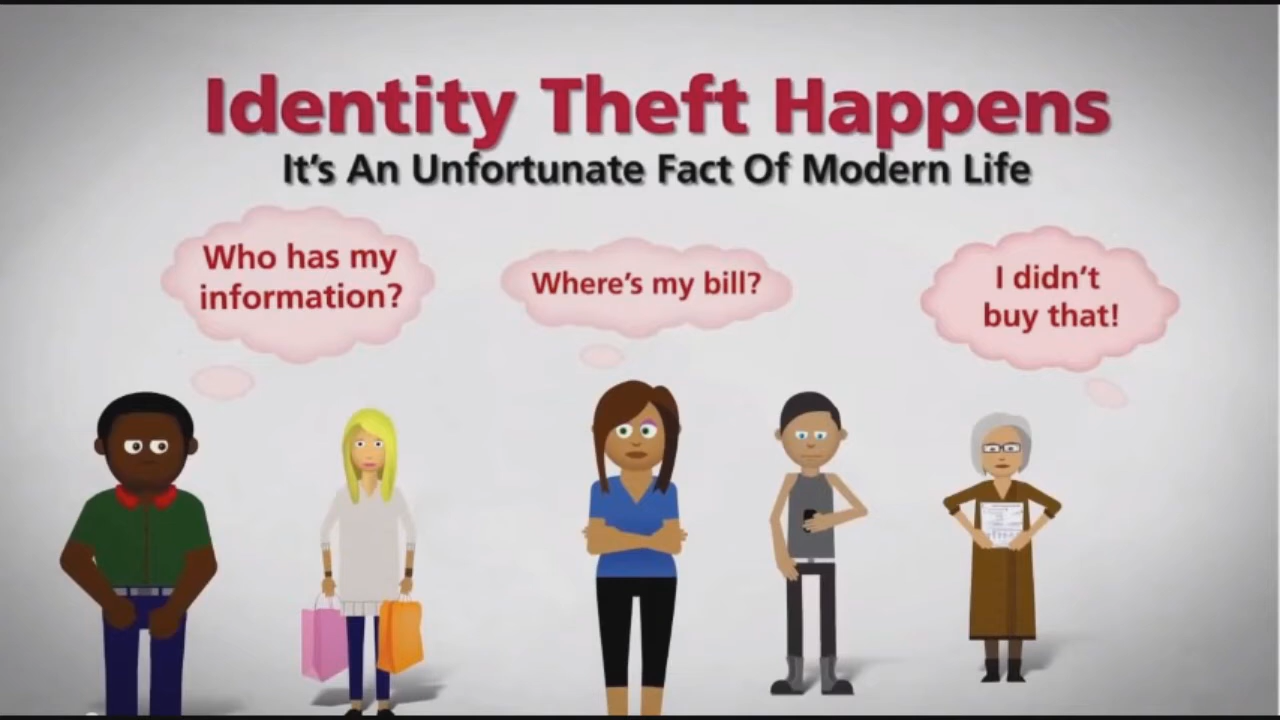 Identity Theft Happens
It's An Unfortunate Fact Of Modern Life
Who has my
information?
Where's my bill?
I didn't
buy that!